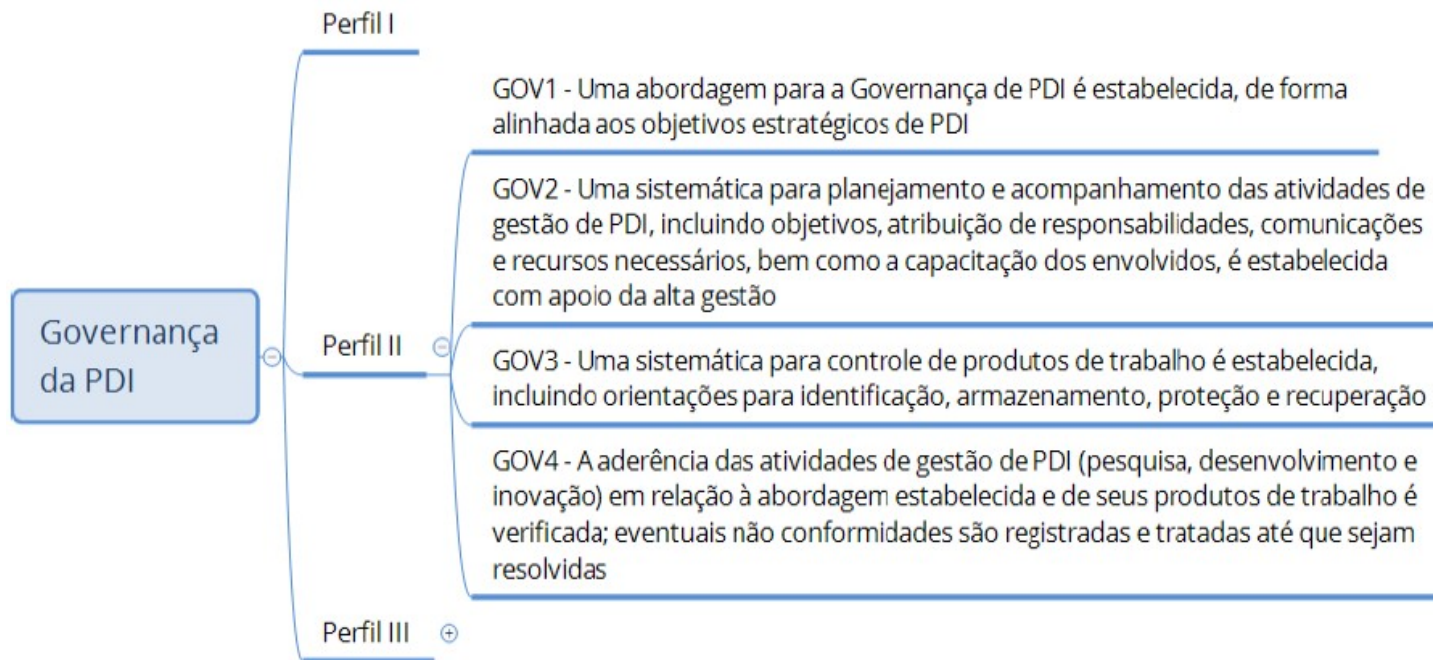 Perfil I
GOV1 - Uma abordagem para a Governança de PDI é estabelecida, de forma
alinhada aos objetivos estratégicos de PDI
GOV2 - Uma sistemática para planejamento e acompanhamento das atividades de
gestão de PDI, incluindo objetivos, atribuição de responsabilidades, comunicações
e recursos necessários, bem como a capacitação dos envolvidos, é estabelecida
com apoio da alta gestão
Governança
da PDI
Perfil II
GOV3 - Uma sistemática para controle de produtos de trabalho é estabelecida,
incluindo orientações para identificação, armazenamento, proteção e recuperação
GOV4 - A aderência das atividades de gestão de PDI (pesquisa, desenvolvimento e
inovação) em relação à abordagem estabelecida e de seus produtos de trabalho é
verificada; eventuais não conformidades são registradas e tratadas até que sejam
resolvidas
Perfil III